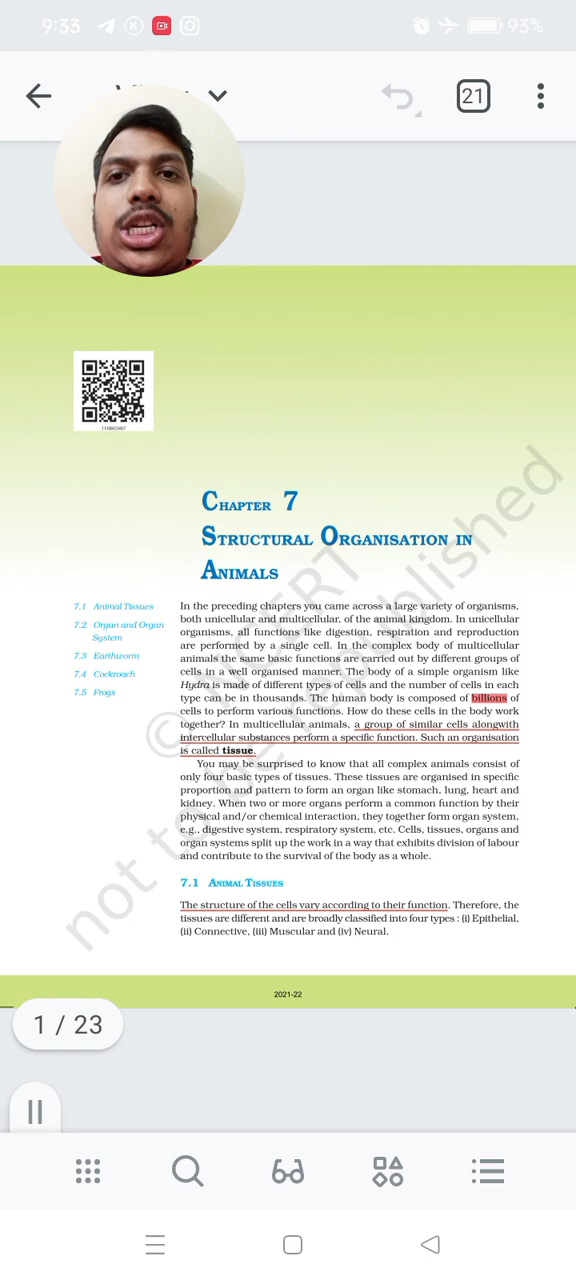 9:33
93%
21
110BCH07
CHAPTER 7
STRUCTURAL ORGANISATION IN
ANIMALS
7.1 Animal Tissues
7.2 Organ and Organ
System
7.3 Earthworm
7.4 Cockroach
7.5 Frogs
In the preceding chapters you came across a large variety of organisms,
both unicellular and multicellular, of the animal kingdom. In unicellular
organisms, all functions like digestion, respiration and reproduction
are performed by a single cell. In the complex body of multicellular
animals the same basic functions are carried out by different groups of
cells in a well organised manner. The body of a simple organism like
Hydra is made of different types of cells and the number of cells in each
type can be in thousands. The human body is composed of billions of
cells to perform various functions. How do these cells in the body work
together? In multicellular animals, a group of similar cells alongwith
intercellular substances perform a specific function. Such an organisation
is called tissue.
You may be surprised to know that all complex animals consist of
only four basic types of tissues. These tissues are organised in specific
proportion and pattern to form an organ like stomach, lung, heart and
kidney. When two or more organs perform a common function by their
physical and/or chemical interaction, they together form organ system,
e.g., digestive system, respiratory system, etc. Cells, tissues, organs and
organ systems split up the work in a way that exhibits division of labour
and contribute to the survival of the body as a whole.
7.1 ANIMAL TISSUES
The structure of the cells vary according to their function. Therefore, the
tissues are different and are broadly classified into four types : (i) Epithelial,
(ii) Connective, (iii) Muscular and (iv) Neural.
© NCERT
not to be republished
2021-22
1 / 23